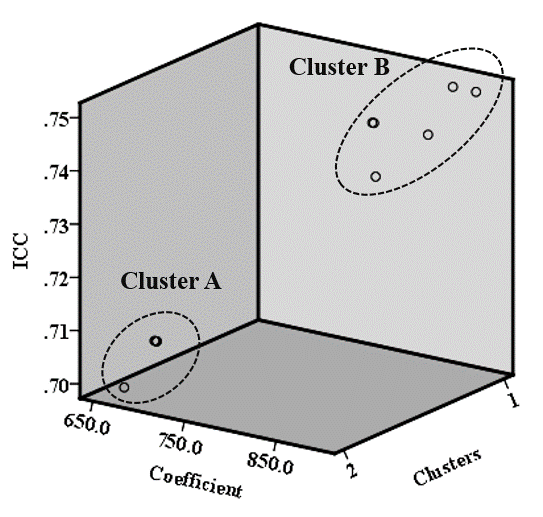 Cluster B
.75
.74
.73
.72
.71
.70
ICC
Cluster A
650.0
750.0
850.0
Coefficient
1
2
Clusters